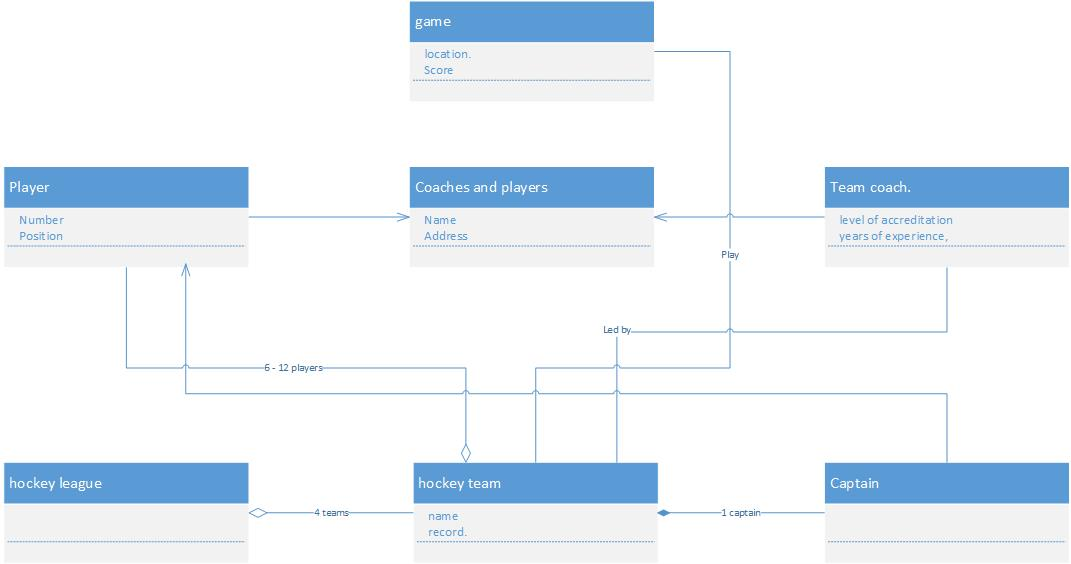 game
location.
Score
Player
Number
Position
Coaches and players
Name
Address
Team coach.
level of accreditation
years of experience,
Play
Led by
6 - 12 players
hockey league
4 teams
hockey team
name
record.
1 captain
Captain